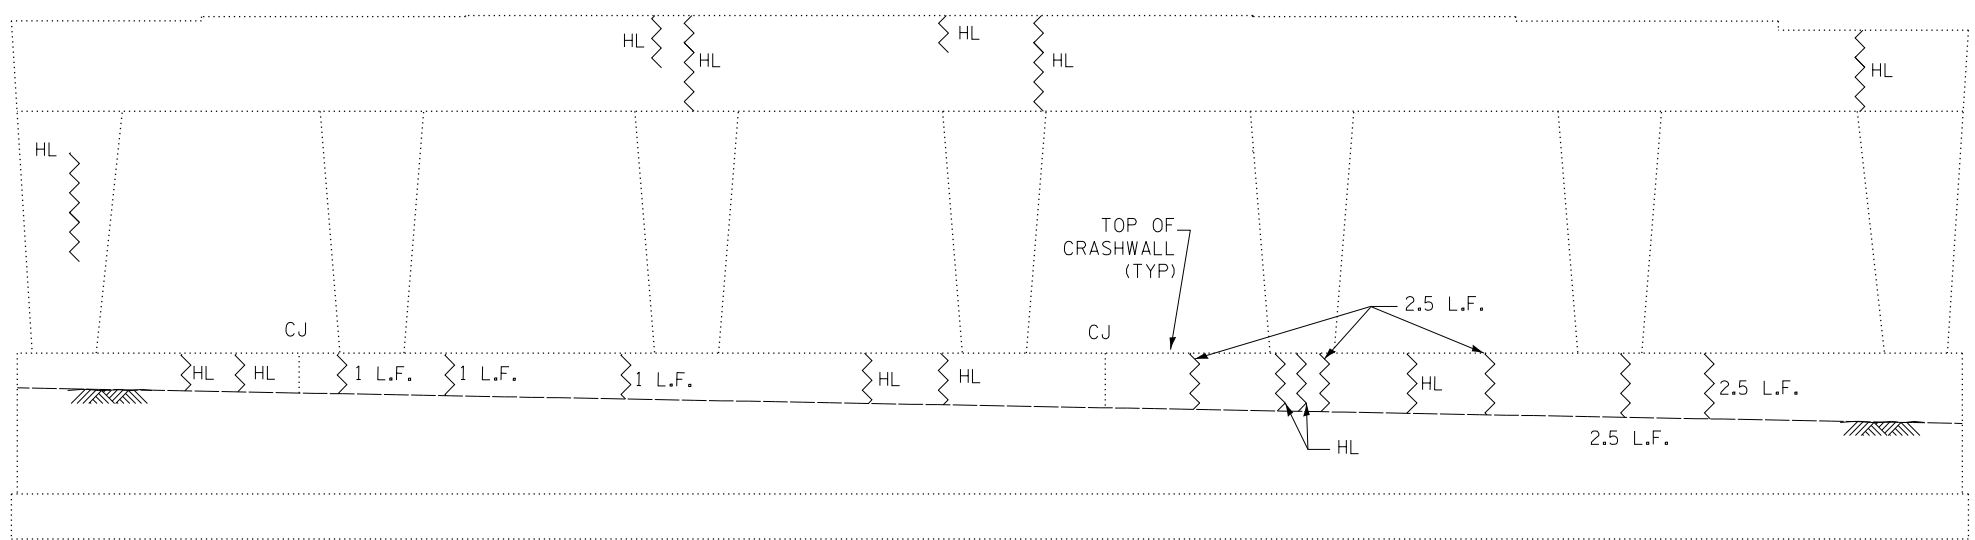 HL
HL
HL
HL
HL
HL
TOP OF
CRASHWALL
(TYP)
2.5 L.F.
CJ
CJ
HL
HL
1 L.F.
1 L.F.
1 L.F.
HL
HL
HL
2.5 L.F.
2.5 L.F.
HL